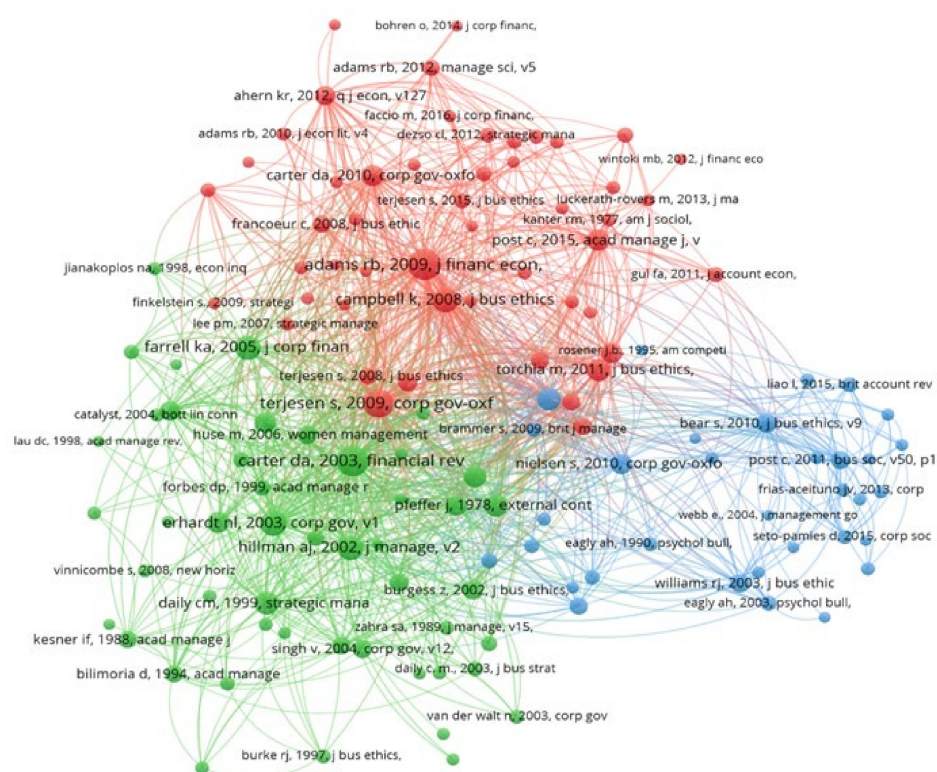 bohren o, 2014, j corp financ,
adams rb, 2012, manage sci, v5
ahern kr, 2012, q j econ, v127
faccio m, 2016, j corp financ,
adams rb, 2010, j econ lit, v4
dezso cl, 2012, strategic mana
wintoki mb, 2012, j financ eco
carter da, 2010, corp gov-oxfo
terjesen s, 2015, j bus ethics
luckerath-rovers m, 2013, j ma
francoeur c, 2008, j bus ethic
kanter rm, 1977, am j sociol,
post c, 2015, acad manage j, v
jianakoplos na, 1998, econ inq
adams rb, 2009, j financ econ,
gul fa, 2011, j account econ,
finkelstein s., 2009, strategi
campbell k, 2008, j bus ethics
lee pm, 2007, strategic manage
farrell ka, 2005, j corp finan
rosener j.b., 1995, am competi
terjesen s, 2008, j bus ethics
torchia m, 2011, j bus ethics,
liao l, 2015, brit account rev
terjesen s, 2009, corp gov-oxf
catalyst, 2004, bott lin conn
bear s, 2010, j bus ethics, v9
brammer s, 2009, brit j manage
huse m, 2006, women management
lau dc, 1998, acad manage rev,
carter da, 2003, financial rev
nielsen s, 2010, corp gov-oxfo
post c, 2011, bus soc, v50, p1
forbes dp, 1999, acad manage r
frias-aceituno jv, 2013, corp
pfeffer j, 1978, external cont
webb e., 2004, j management go
erhardt nl, 2003, corp gov, v1
seto-pamies d, 2015, corp soc
eagly ah, 1990, psychol bull,
hillman aj, 2002, j manage, v2
vinnicombe s, 2008, new horiz
williams rj, 2003, j bus ethic
burgess z, 2002, j bus ethics,
daily cm, 1999, strategic mana
eagly ah, 2003, psychol bull,
zahra sa, 1989, j manage, v15,
kesner if, 1988, acad manage j
singh v, 2004, corp gov, v12,
bilimoria d, 1994, acad manage
daily c. m., 2003, j bus strat
van der walt n, 2003, corp gov
burke rj, 1997, j bus ethics,